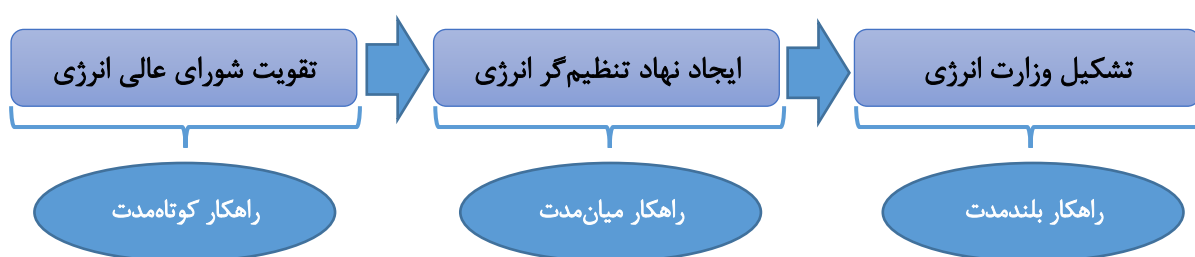 تقویت شورای عالی انرژی
ایجاد نهاد تنظیم‌گر انرژی
تشکیل وزارت انرژی
راهکار کوتاه‌مدت
راهکار میان‌مدت
راهکار بلندمدت